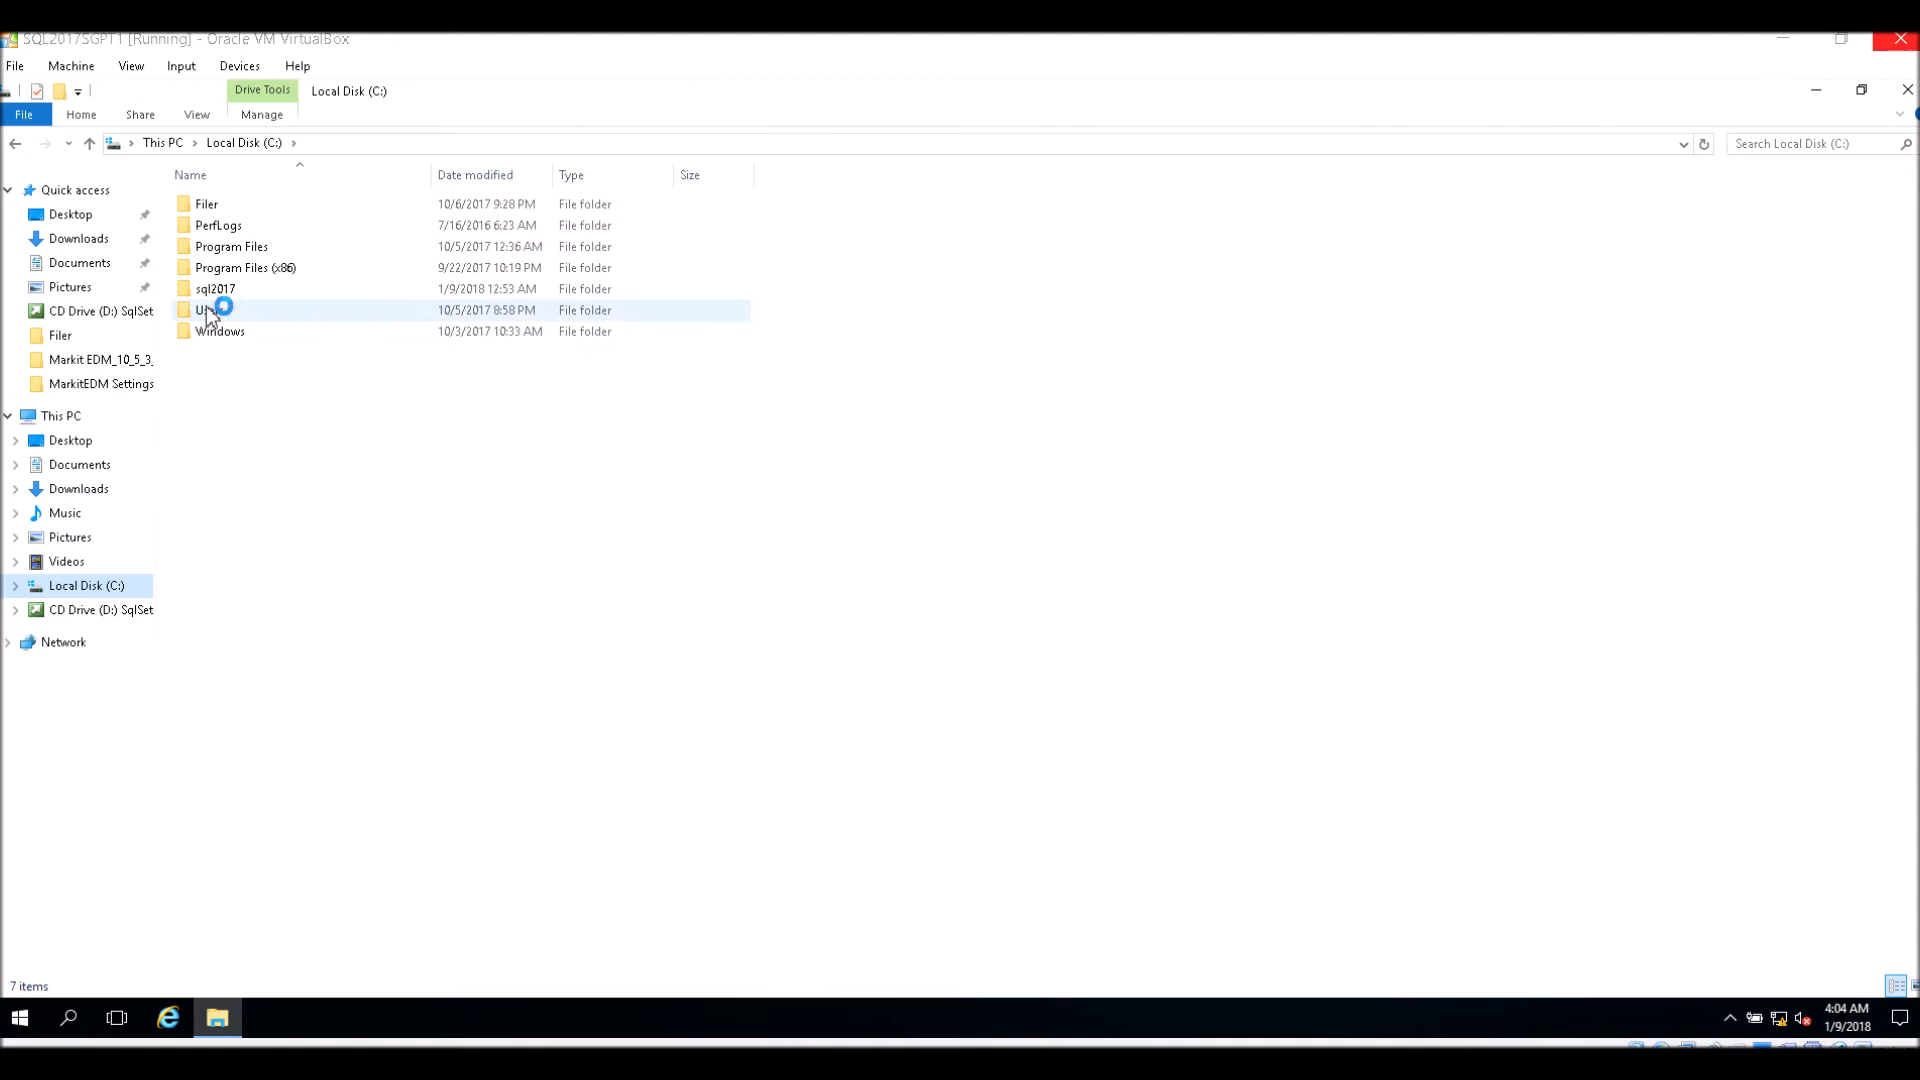 SQL2017SGPT1 [Running] - Oracle VM VirtualBox
File Machine View Input Devices Help
Drive Tools Local Disk (C:)
File Home Share View Manage
This PC Local Disk (C:)
Search Local Disk (C:)
Name Date modified Type Size
Quick access
Desktop
Downloads
Documents
Pictures
CD Drive (D:) SqlSet
Filer
Markit EDM_10_5_3_
MarkitEDM Settings
This PC
Desktop
Documents
Downloads
Music
Pictures
Videos
Local Disk (C:)
CD Drive (D:) SqlSet
Network
Filer 10/6/2017 9:28 PM File folder
PerfLogs 7/16/2016 6:23 AM File folder
Program Files 10/5/2017 12:36 AM File folder
Program Files (x86) 9/22/2017 10:19 PM File folder
sql2017 1/9/2018 12:53 AM File folder
10/5/2017 8:58 PM File folder
Windows 10/3/2017 10:33 AM File folder
7 items
4:04 AM
1/9/2018